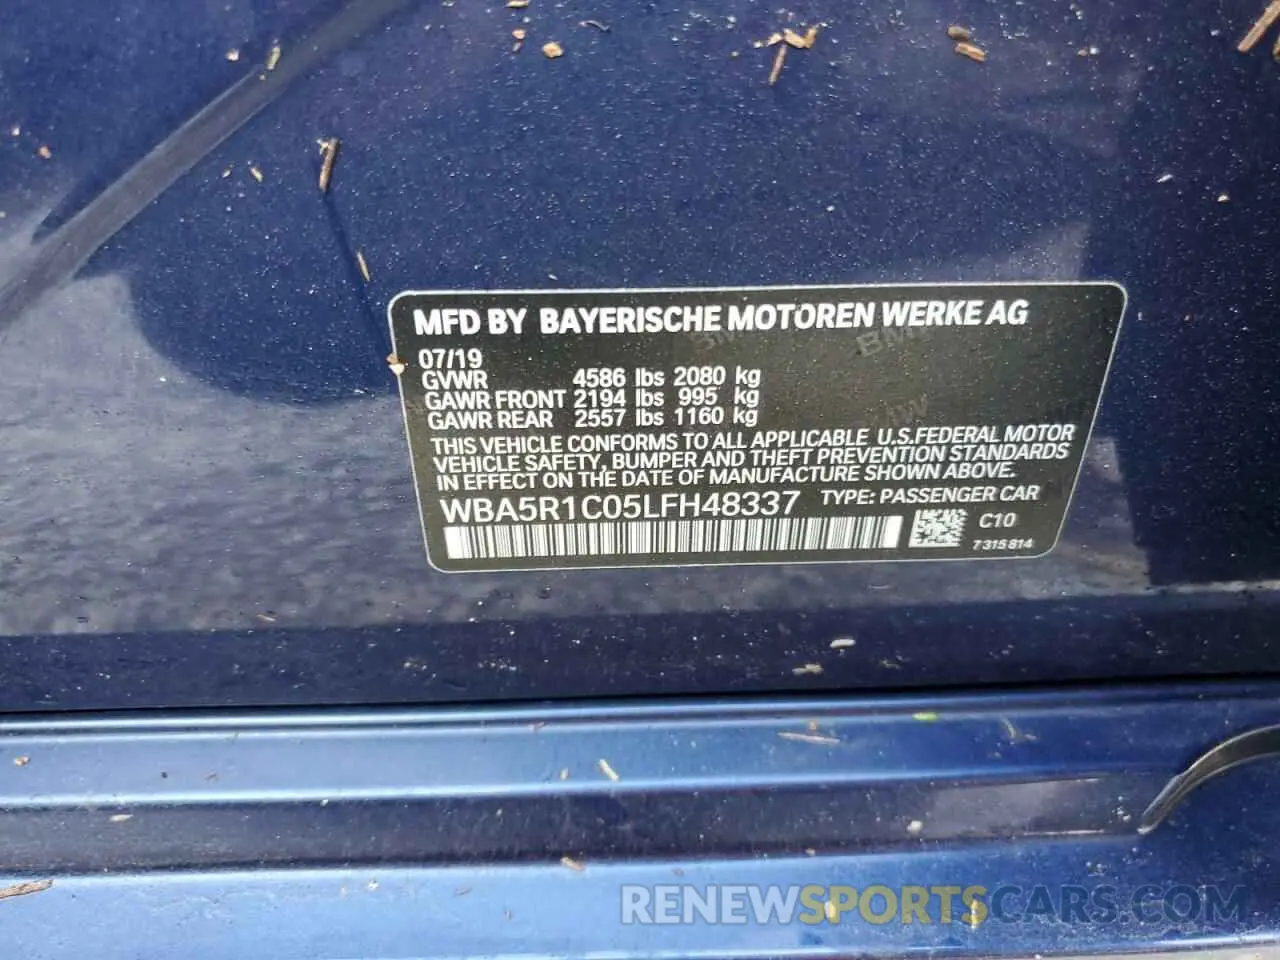 MFD BY BAYERISCHE MOTOREN WERKE AG
07/19
GVWR 4586 lbs 2080 kg
GAWR FRONT 2194 lbs 995 kg
GAWR REAR 2557 lbs 1160 kg
THIS VEHICLE CONFORMS TO ALL APPLICABLE U.S.FEDERAL MOTOR
VEHICLE SAFETY, BUMPER AND THEFT PREVENTION STANDARDS
IN EFFECT ON THE DATE OF MANUFACTURE SHOWN ABOVE.
WBA5R1C05LFH48337 TYPE: PASSENGER CAR
C10
7315814
RENEWSPORTSCARS.COM